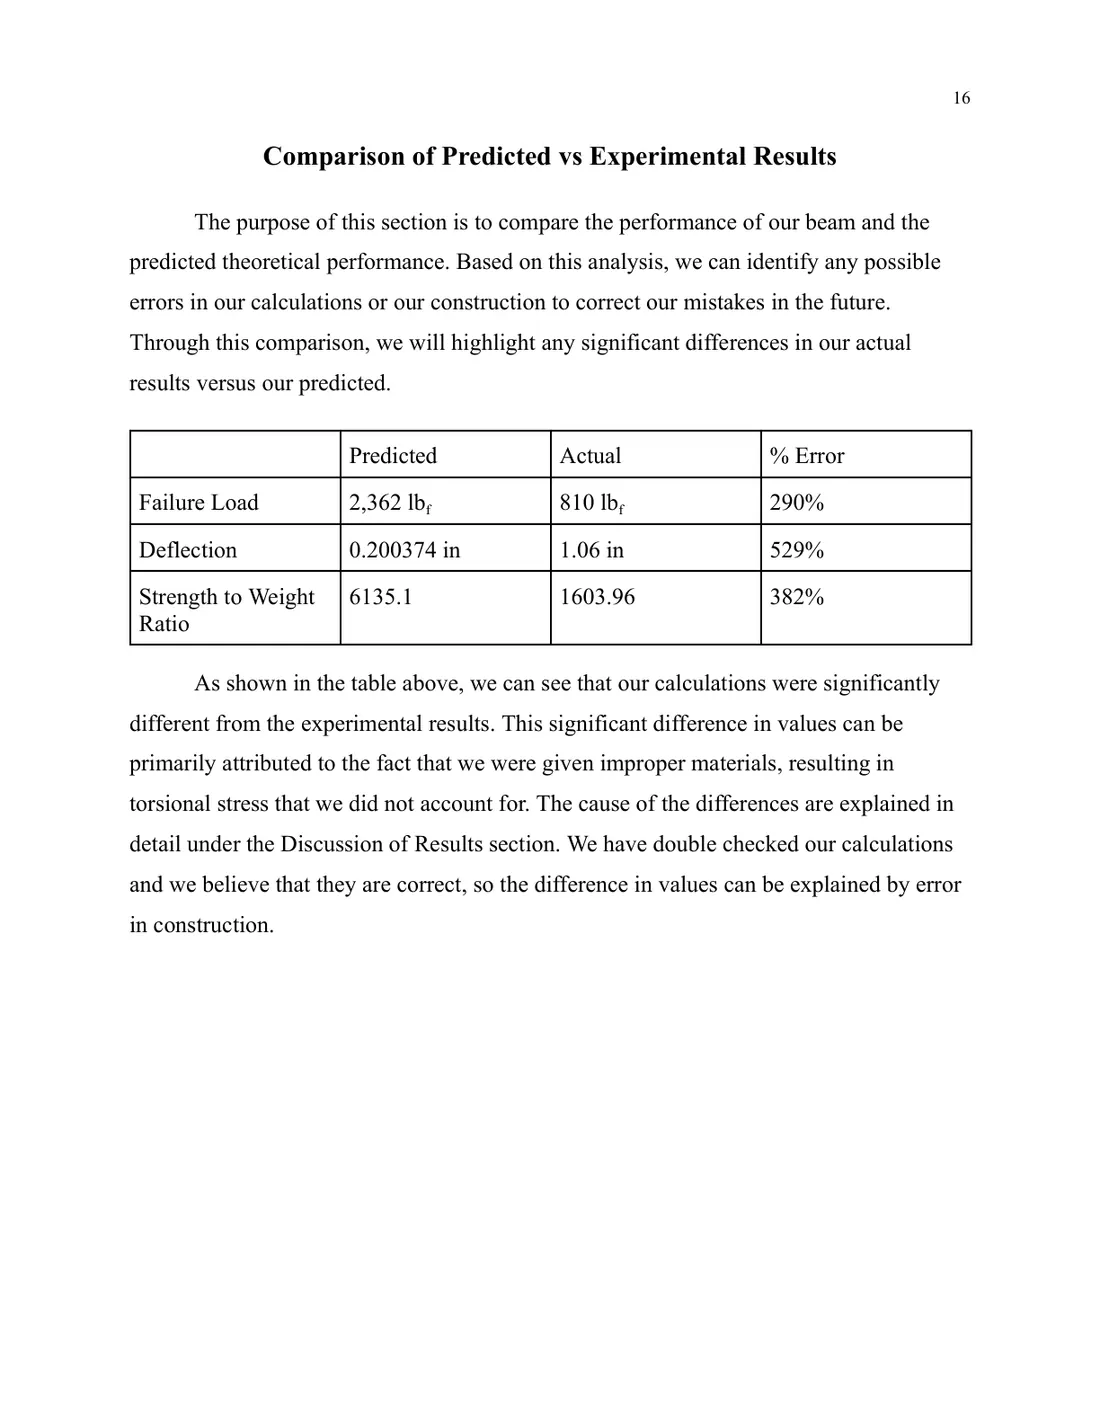 16
Comparison of Predicted vs Experimental Results
The purpose of this section is to compare the performance of our beam and the
predicted theoretical performance. Based on this analysis, we can identify any possible
errors in our calculations or our construction to correct our mistakes in the future.
Through this comparison, we will highlight any significant differences in our actual
results versus our predicted.
Predicted Actual % Error
Failure Load 2,362 lbf 810 lbf 290%
Deflection 0.200374 in 1.06 in 529%
Strength to Weight 6135.1 1603.96 382%
Ratio
As shown in the table above, we can see that our calculations were significantly
different from the experimental results. This significant difference in values can be
primarily attributed to the fact that we were given improper materials, resulting in
torsional stress that we did not account for. The cause of the differences are explained in
detail under the Discussion of Results section. We have double checked our calculations
and we believe that they are correct, so the difference in values can be explained by error
in construction.